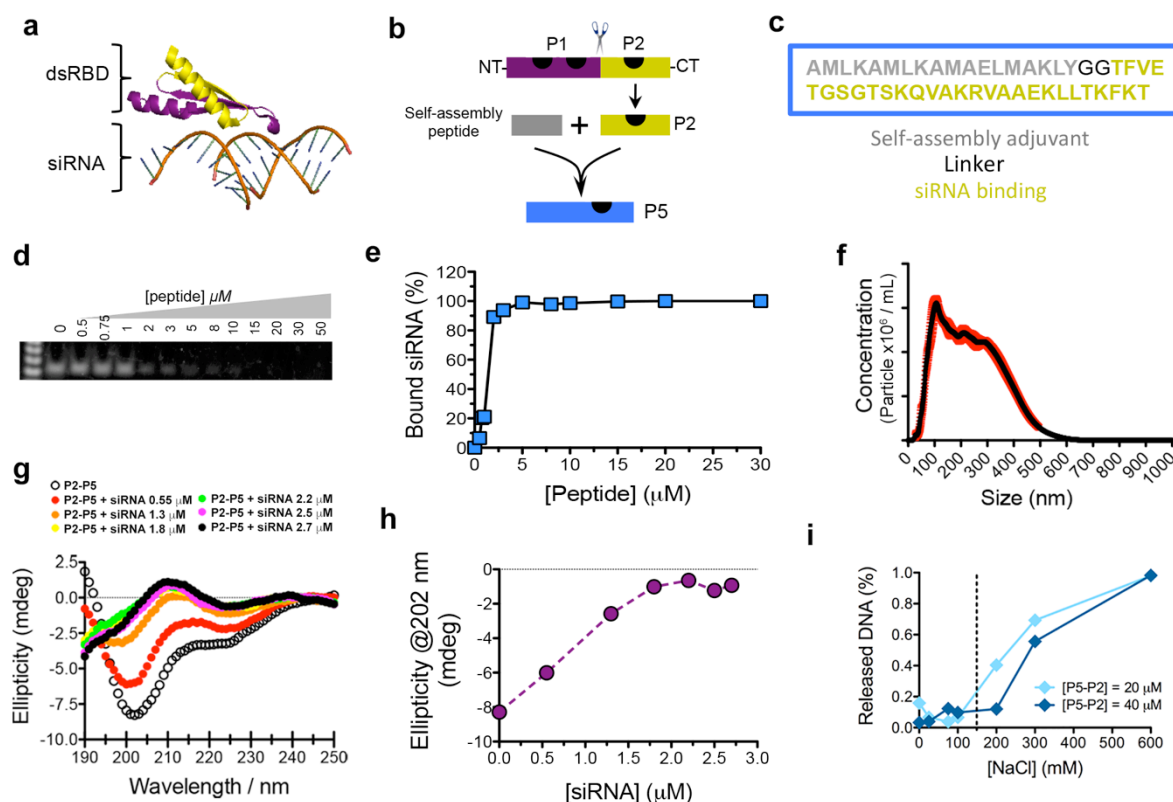 a
dsRBD
siRNA
b
P1
P2
NT-
-CT
Self-assembly
peptide
+
P2
P5
c
AMLKAMLKAMAELMAKLYGGTFVE
TGSGTSKQVAKRVAAEKLLTKFKT
Self-assembly adjuvant
Linker
siRNA binding
d
[peptide] μM
0 0.5 0.75 1 2 3 5 8 10 15 20 30 50
e
Bound siRNA (%)
120
100
80
60
40
20
0
0 5 10 15 20 25 30
[Peptide] (μM)
f
Concentration
(Particle x10⁶ / mL)
0 100 200 300 400 500 600 700 800 900 1000
Size (nm)
g
P2-P5
P2-P5 + siRNA 0.55 μM
P2-P5 + siRNA 1.3 μM
P2-P5 + siRNA 1.8 μM
P2-P5 + siRNA 2.2 μM
P2-P5 + siRNA 2.5 μM
P2-P5 + siRNA 2.7 μM
Ellipticity (mdeg)
2.5
0.0
-2.5
-5.0
-7.5
-10.0
190 200 210 220 230 240 250
Wavelength / nm
h
Ellipticity @202 nm
(mdeg)
0
-2
-4
-6
-8
-10
0.0 0.5 1.0 1.5 2.0 2.5 3.0
[siRNA] (μM)
i
Released DNA (%)
1.0
0.8
0.6
0.4
0.2
0.0
[P5-P2] = 20 μM
[P5-P2] = 40 μM
0 100 200 300 400 500 600
[NaCl] (mM)